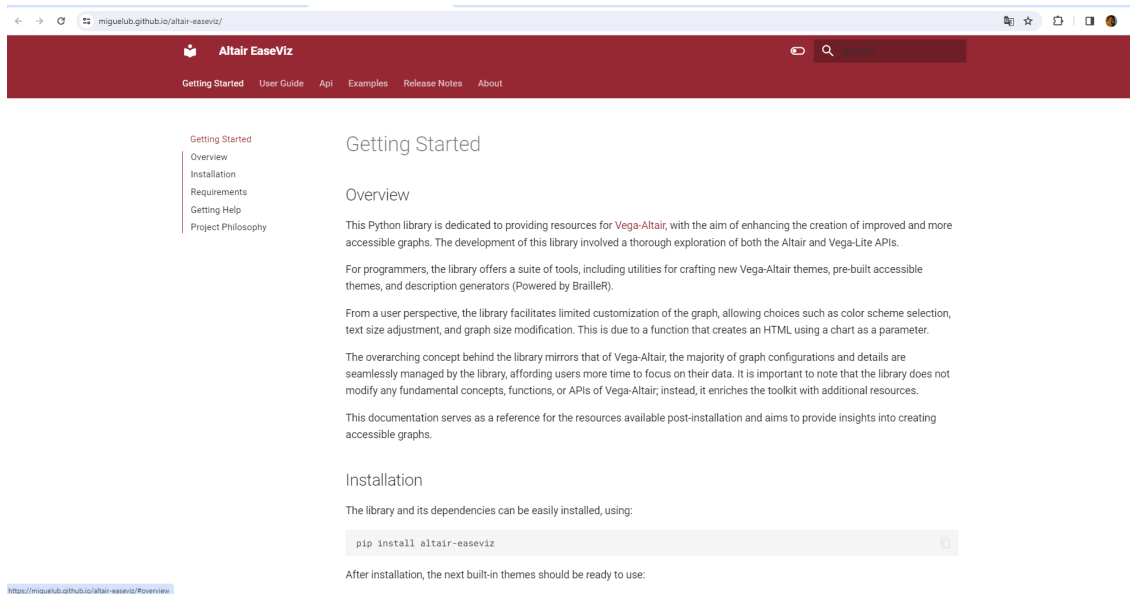 miguelub.github.io/altair-easeviz/
Altair EaseViz
Getting Started User Guide Api Examples Release Notes About
Getting Started
Overview
Installation
Requirements
Getting Help
Project Philosophy
Getting Started
Overview
This Python library is dedicated to providing resources for Vega-Altair, with the aim of enhancing the creation of improved and more
accessible graphs. The development of this library involved a thorough exploration of both the Altair and Vega-Lite APIs.
For programmers, the library offers a suite of tools, including utilities for crafting new Vega-Altair themes, pre-built accessible
themes, and description generators (Powered by BrailleR).
From a user perspective, the library facilitates limited customization of the graph, allowing choices such as color scheme selection,
text size adjustment, and graph size modification. This is due to a function that creates an HTML using a chart as a parameter.
The overarching concept behind the library mirrors that of Vega-Altair, the majority of graph configurations and details are
seamlessly managed by the library, affording users more time to focus on their data. It is important to note that the library does not
modify any fundamental concepts, functions, or APIs of Vega-Altair; instead, it enriches the toolkit with additional resources.
This documentation serves as a reference for the resources available post-installation and aims to provide insights into creating
accessible graphs.
Installation
The library and its dependencies can be easily installed, using:
pip install altair-easeviz
After installation, the next built-in themes should be ready to use:
https://miguelub.github.io/altair-easeviz/#overview